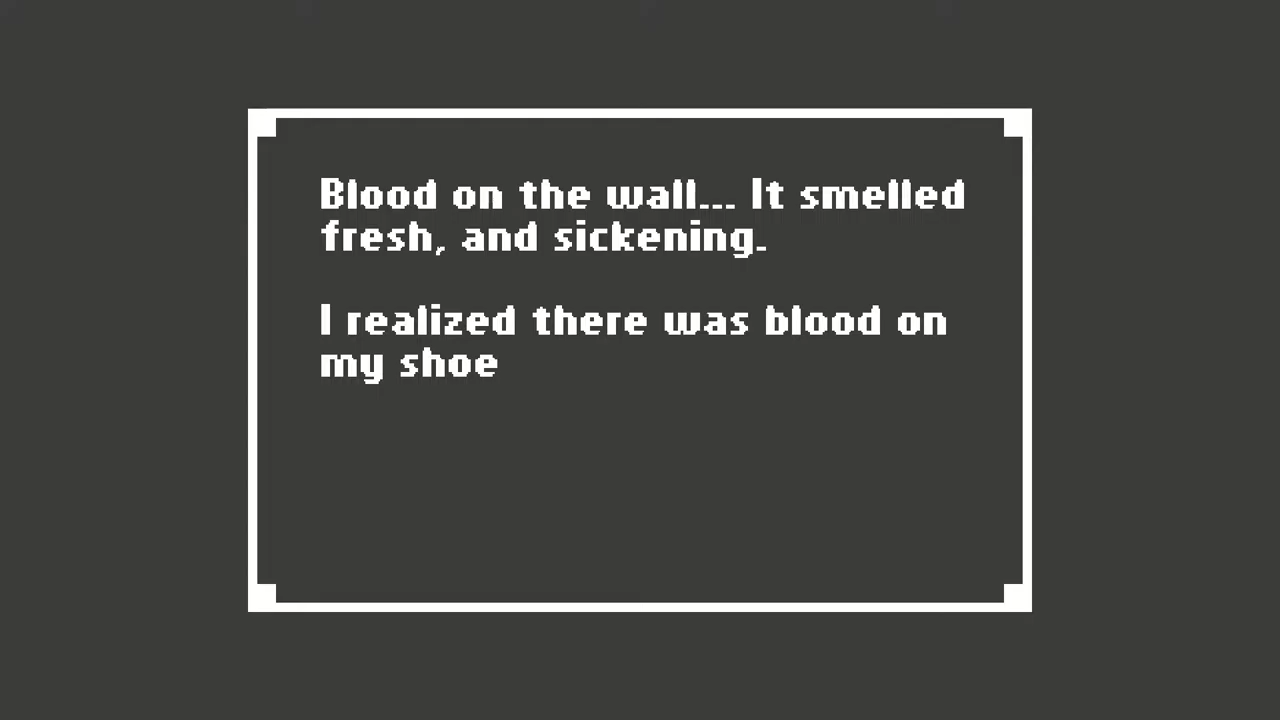 Blood on the wall... It smelled
fresh, and sickening.
I realized there was blood on
my shoe